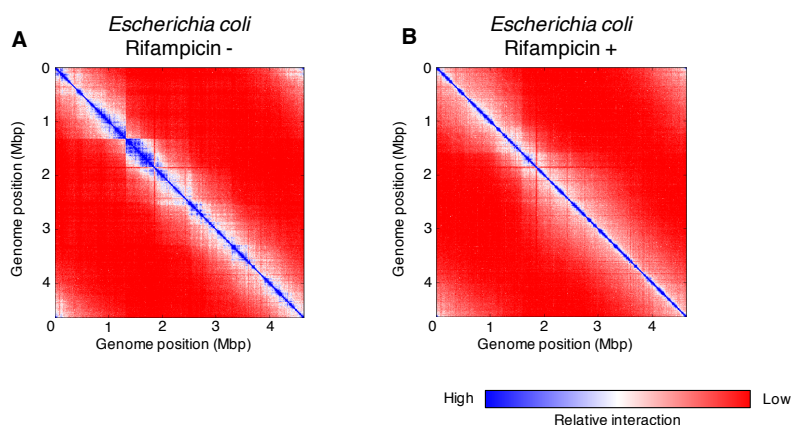 A
Escherichia coli
Rifampicin -
0
1
2
3
4
Genome position (Mbp)
0
1
2
3
4
Genome position (Mbp)
B
Escherichia coli
Rifampicin +
0
1
2
3
4
Genome position (Mbp)
0
1
2
3
4
Genome position (Mbp)
High
Low
Relative interaction